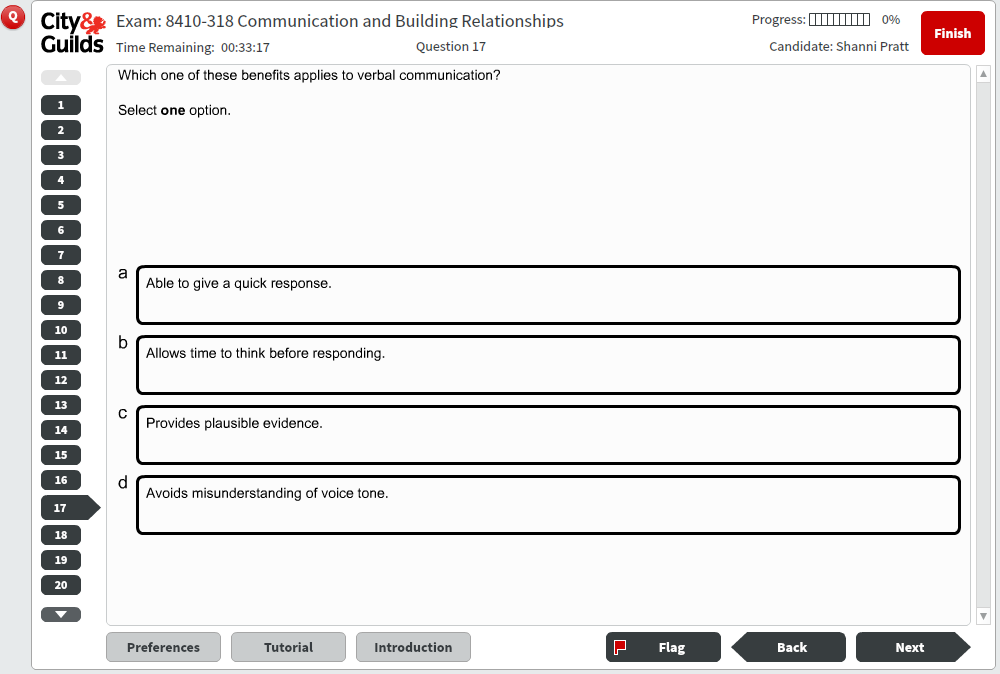 Q
City&
Guilds
Exam: 8410-318 Communication and Building Relationships
Time Remaining: 00:33:17
Question 17
Progress: 0%
Candidate: Shanni Pratt
Finish
1
2
3
4
5
6
7
8
9
10
11
12
13
14
15
16
17
18
19
20
Which one of these benefits applies to verbal communication?
Select one option.
a
Able to give a quick response.
b
Allows time to think before responding.
c
Provides plausible evidence.
d
Avoids misunderstanding of voice tone.
Preferences
Tutorial
Introduction
Flag
Back
Next